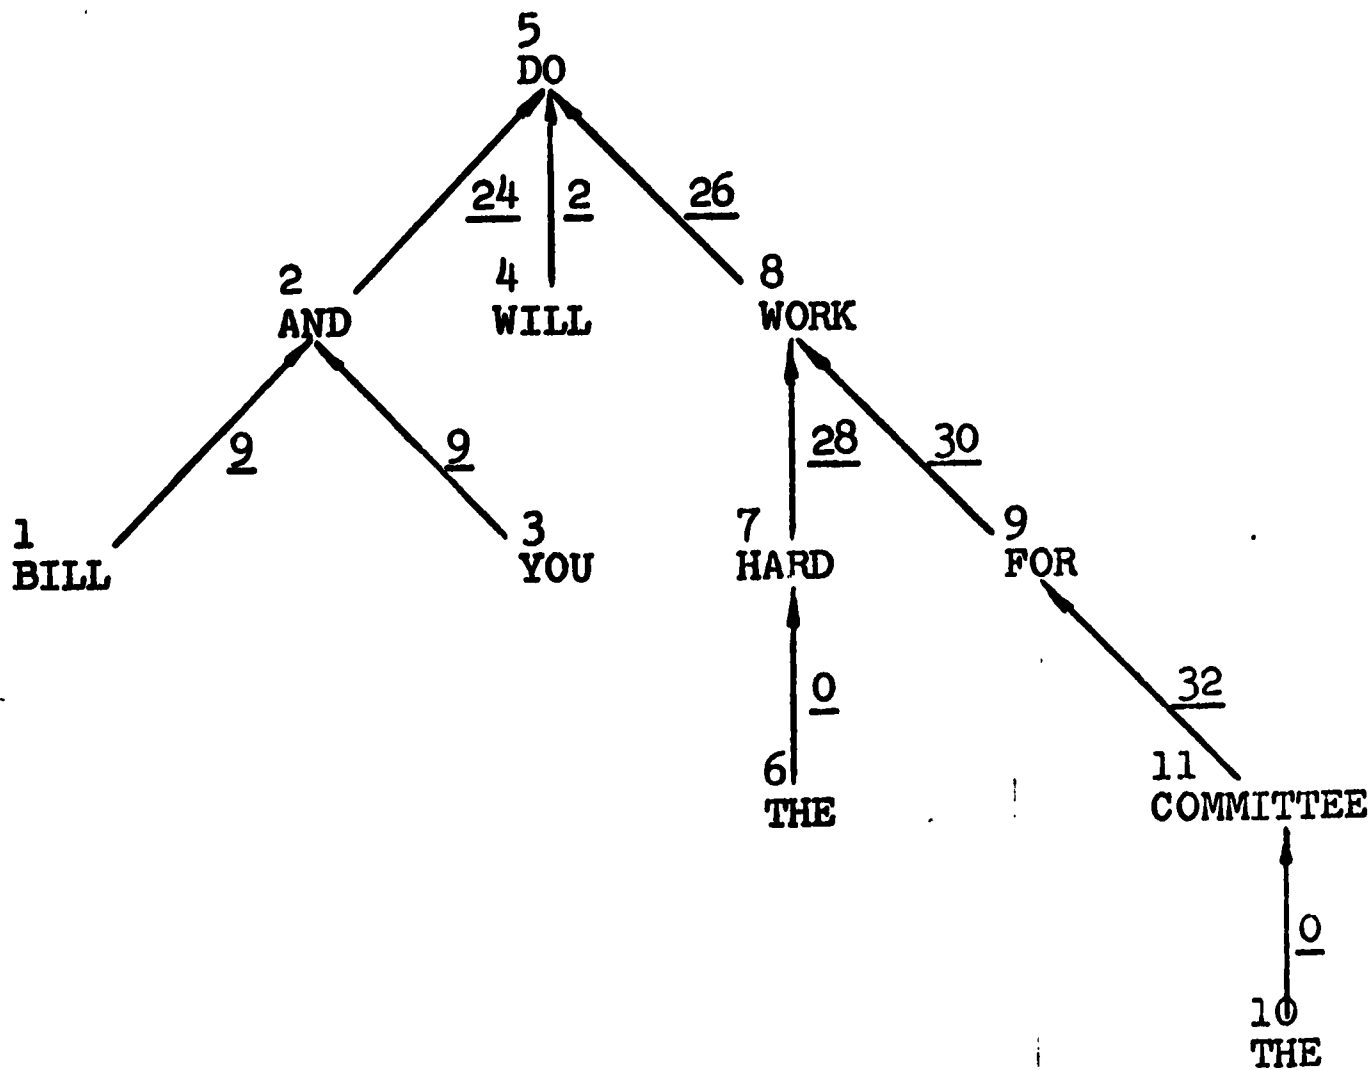 5
DO
24 2 26
2 4 8
AND WILL WORK
9 9 28 30
1 3 7 9
BILL YOU HARD FOR
0 32
6 11
THE COMMITTEE
0
10
THE